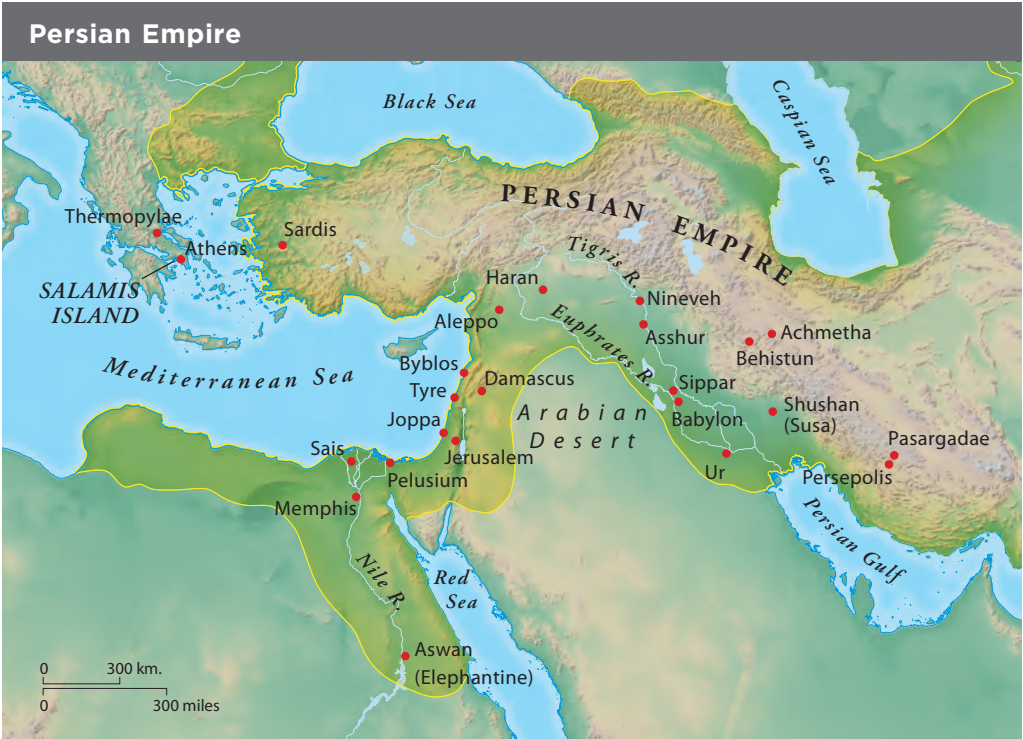 Persian Empire
Black Sea
Caspian Sea
PERSIAN EMPIRE
Thermopylae
Athens
Sardis
SALAMIS
ISLAND
Tigris R.
Haran
Nineveh
Aleppo
Asshur
Euphrates R.
Achmetha
Behistun
Mediterranean Sea
Byblos
Tyre
Damascus
Sippar
Babylon
Shushan
(Susa)
Arabian
Desert
Joppa
Jerusalem
Sais
Pelusium
Ur
Pasargadae
Persepolis
Memphis
Persian Gulf
Nile R.
Red
Sea
Aswan
(Elephantine)
0 300 km.
0 300 miles